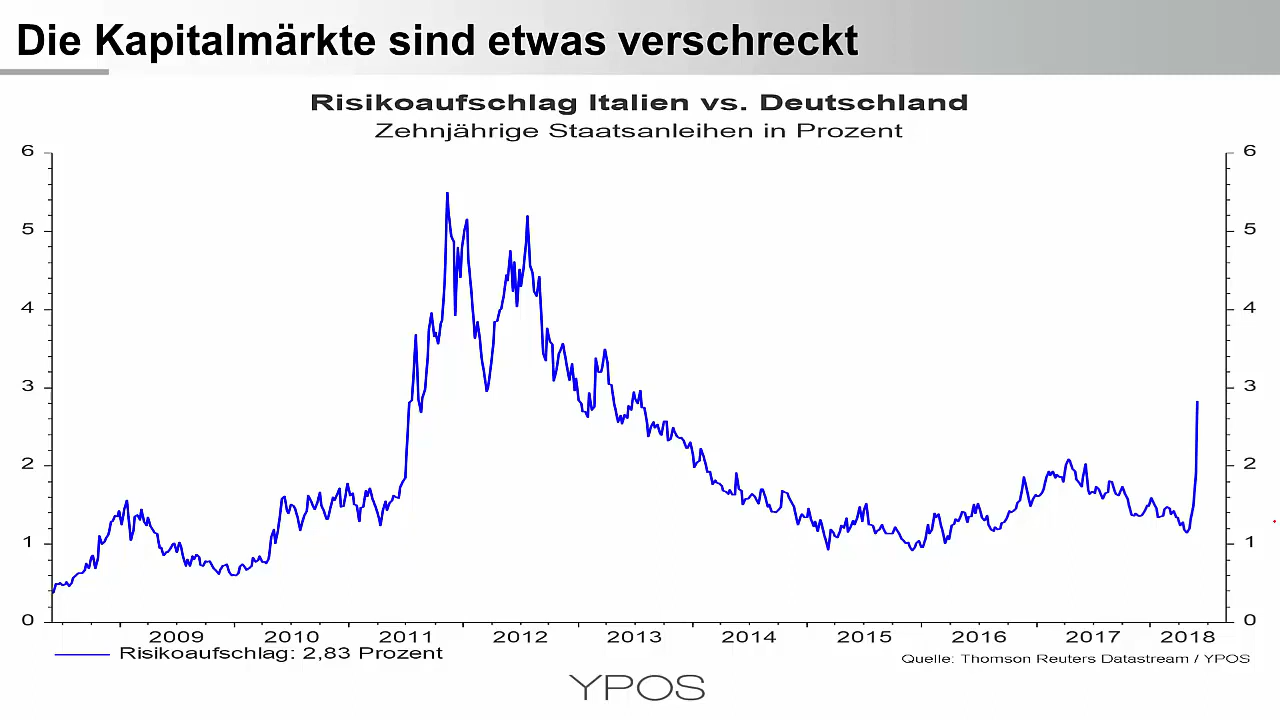 Die Kapitalmärkte sind etwas verschreckt
Risikoaufschlag Italien vs. Deutschland
Zehnjährige Staatsanleihen in Prozent
6 6
5 5
4 4
3 3
2 2
1 1
0 0
2009 2010 2011 2012 2013 2014 2015 2016 2017 2018
Risikoaufschlag: 2,83 Prozent
Quelle: Thomson Reuters Datastream / YPOS
YPOS